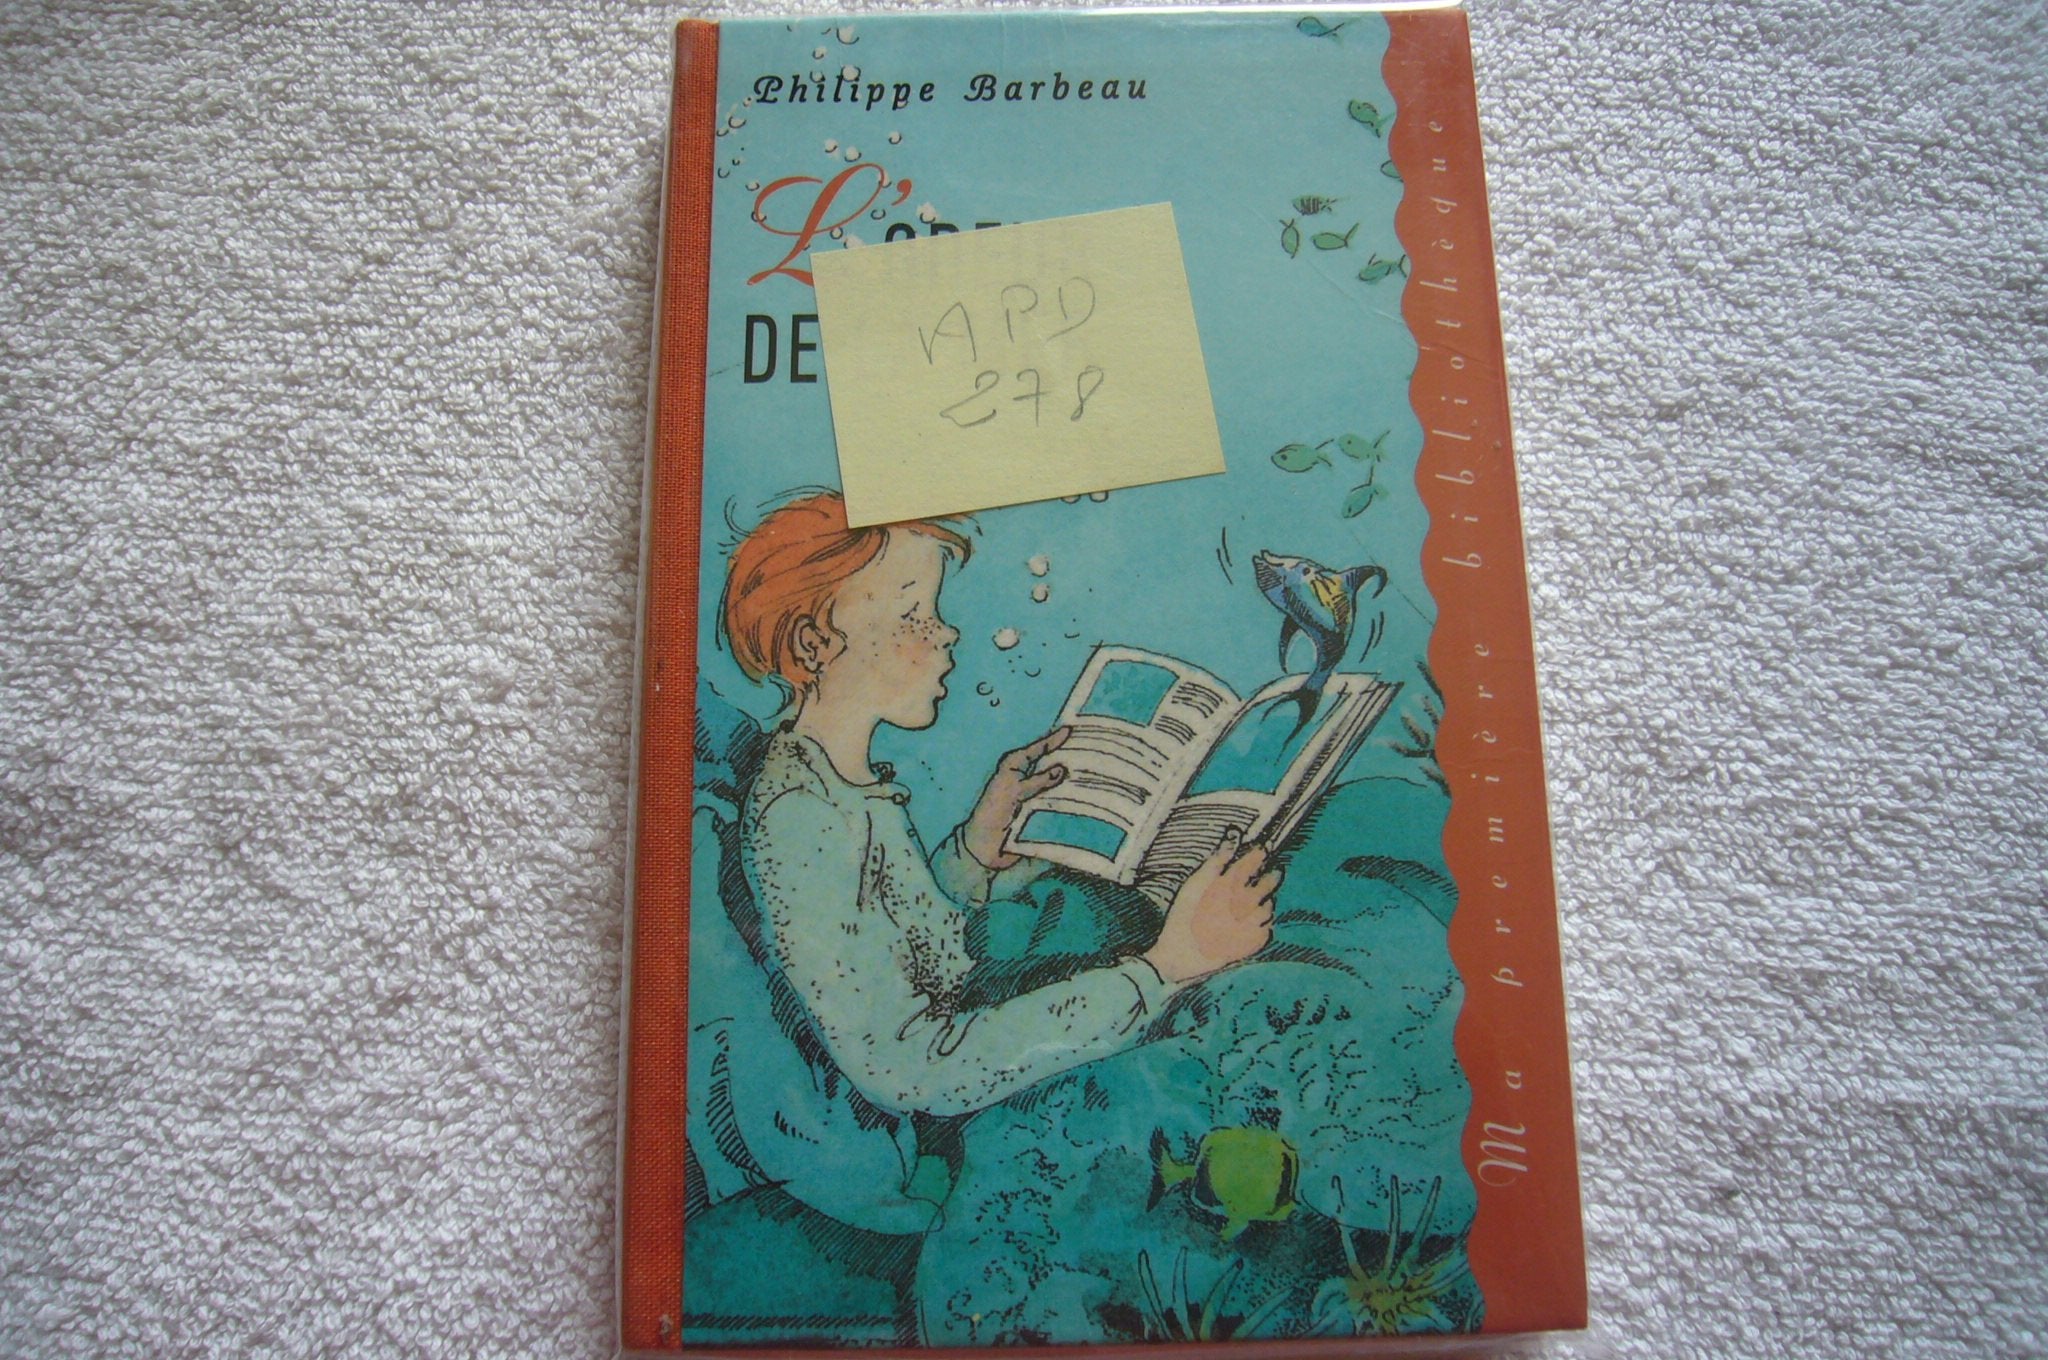 Philippe Barbeau
L'
DE
APD
278
Ma première bibliothèque